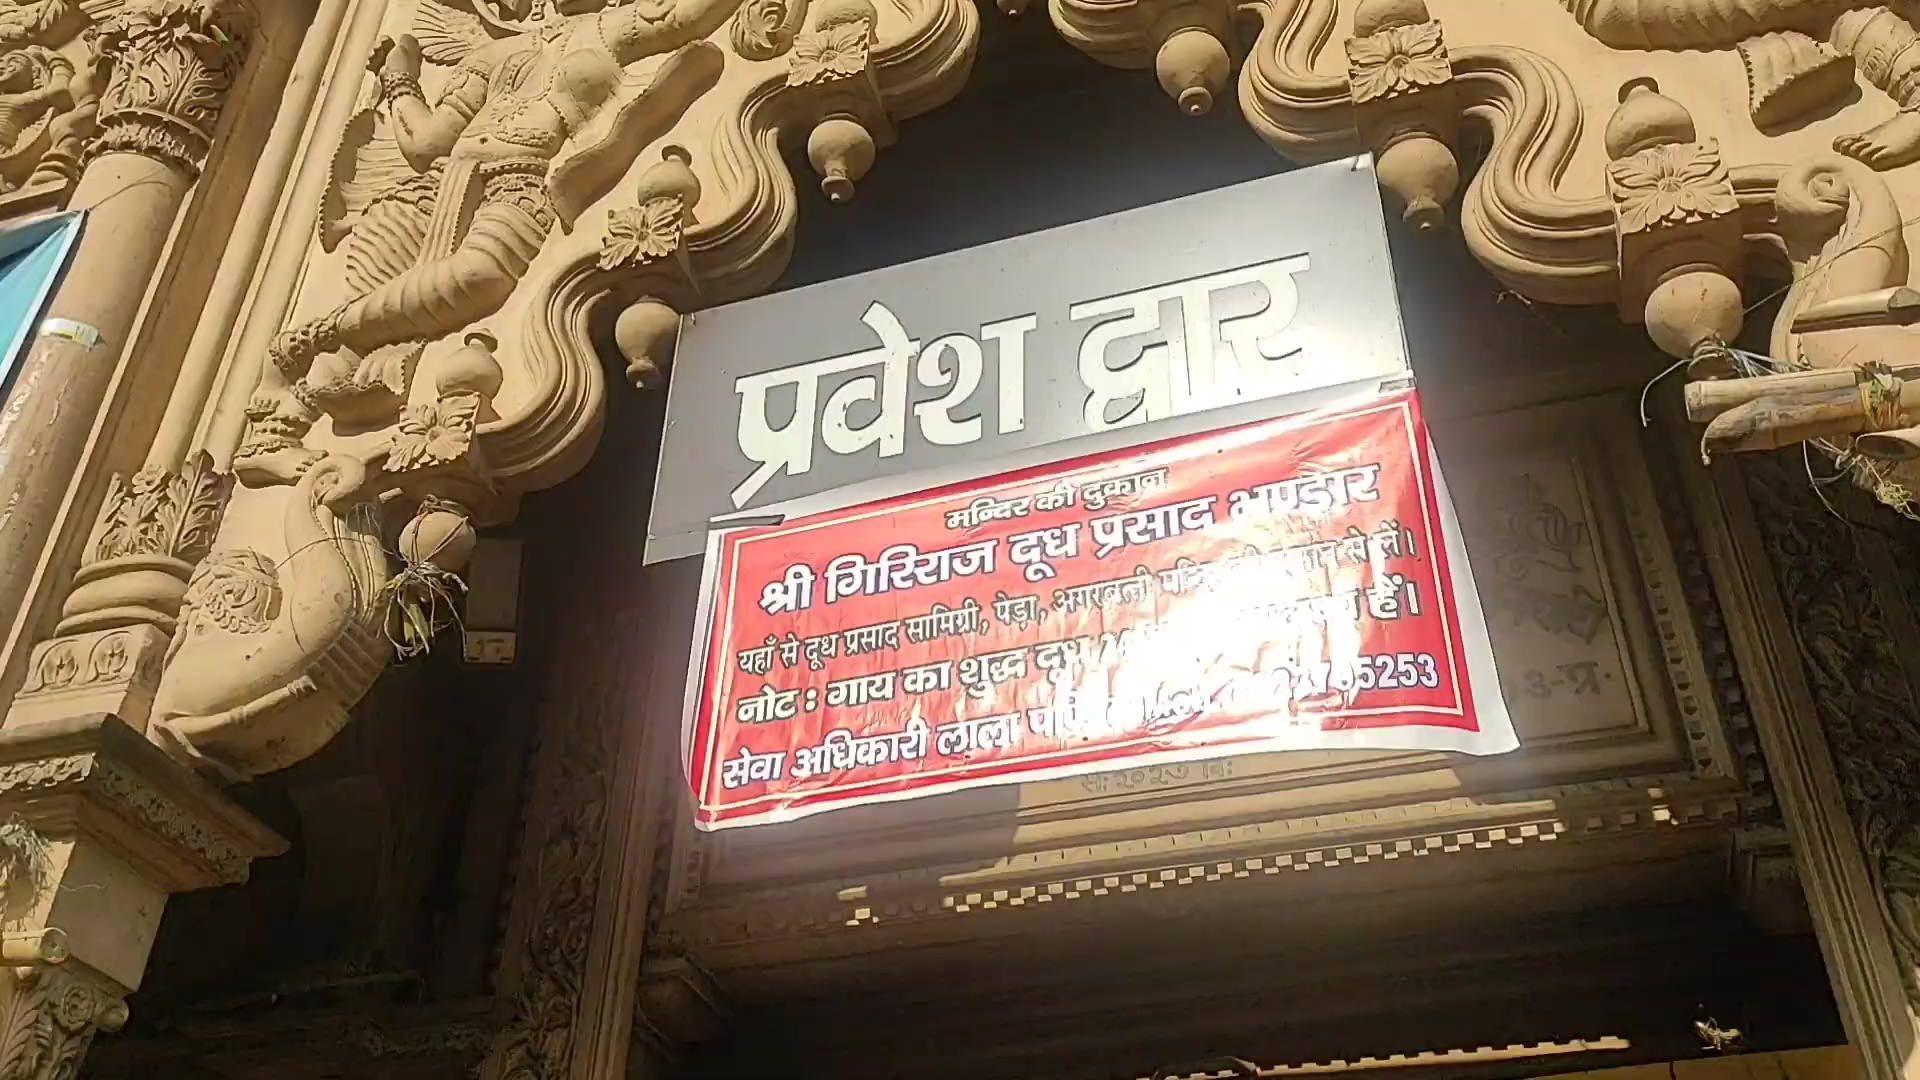 प्रवेश द्वार
मन्दिर की दुकान
श्री गिरिराज दूध प्रसाद भण्डार
यहाँ से दूध प्रसाद सामिग्री, पेड़ा, अगरबत्ती से लें।
नोट : गाय का शुद्ध दूध हैं।
सेवा अधिकारी लाला